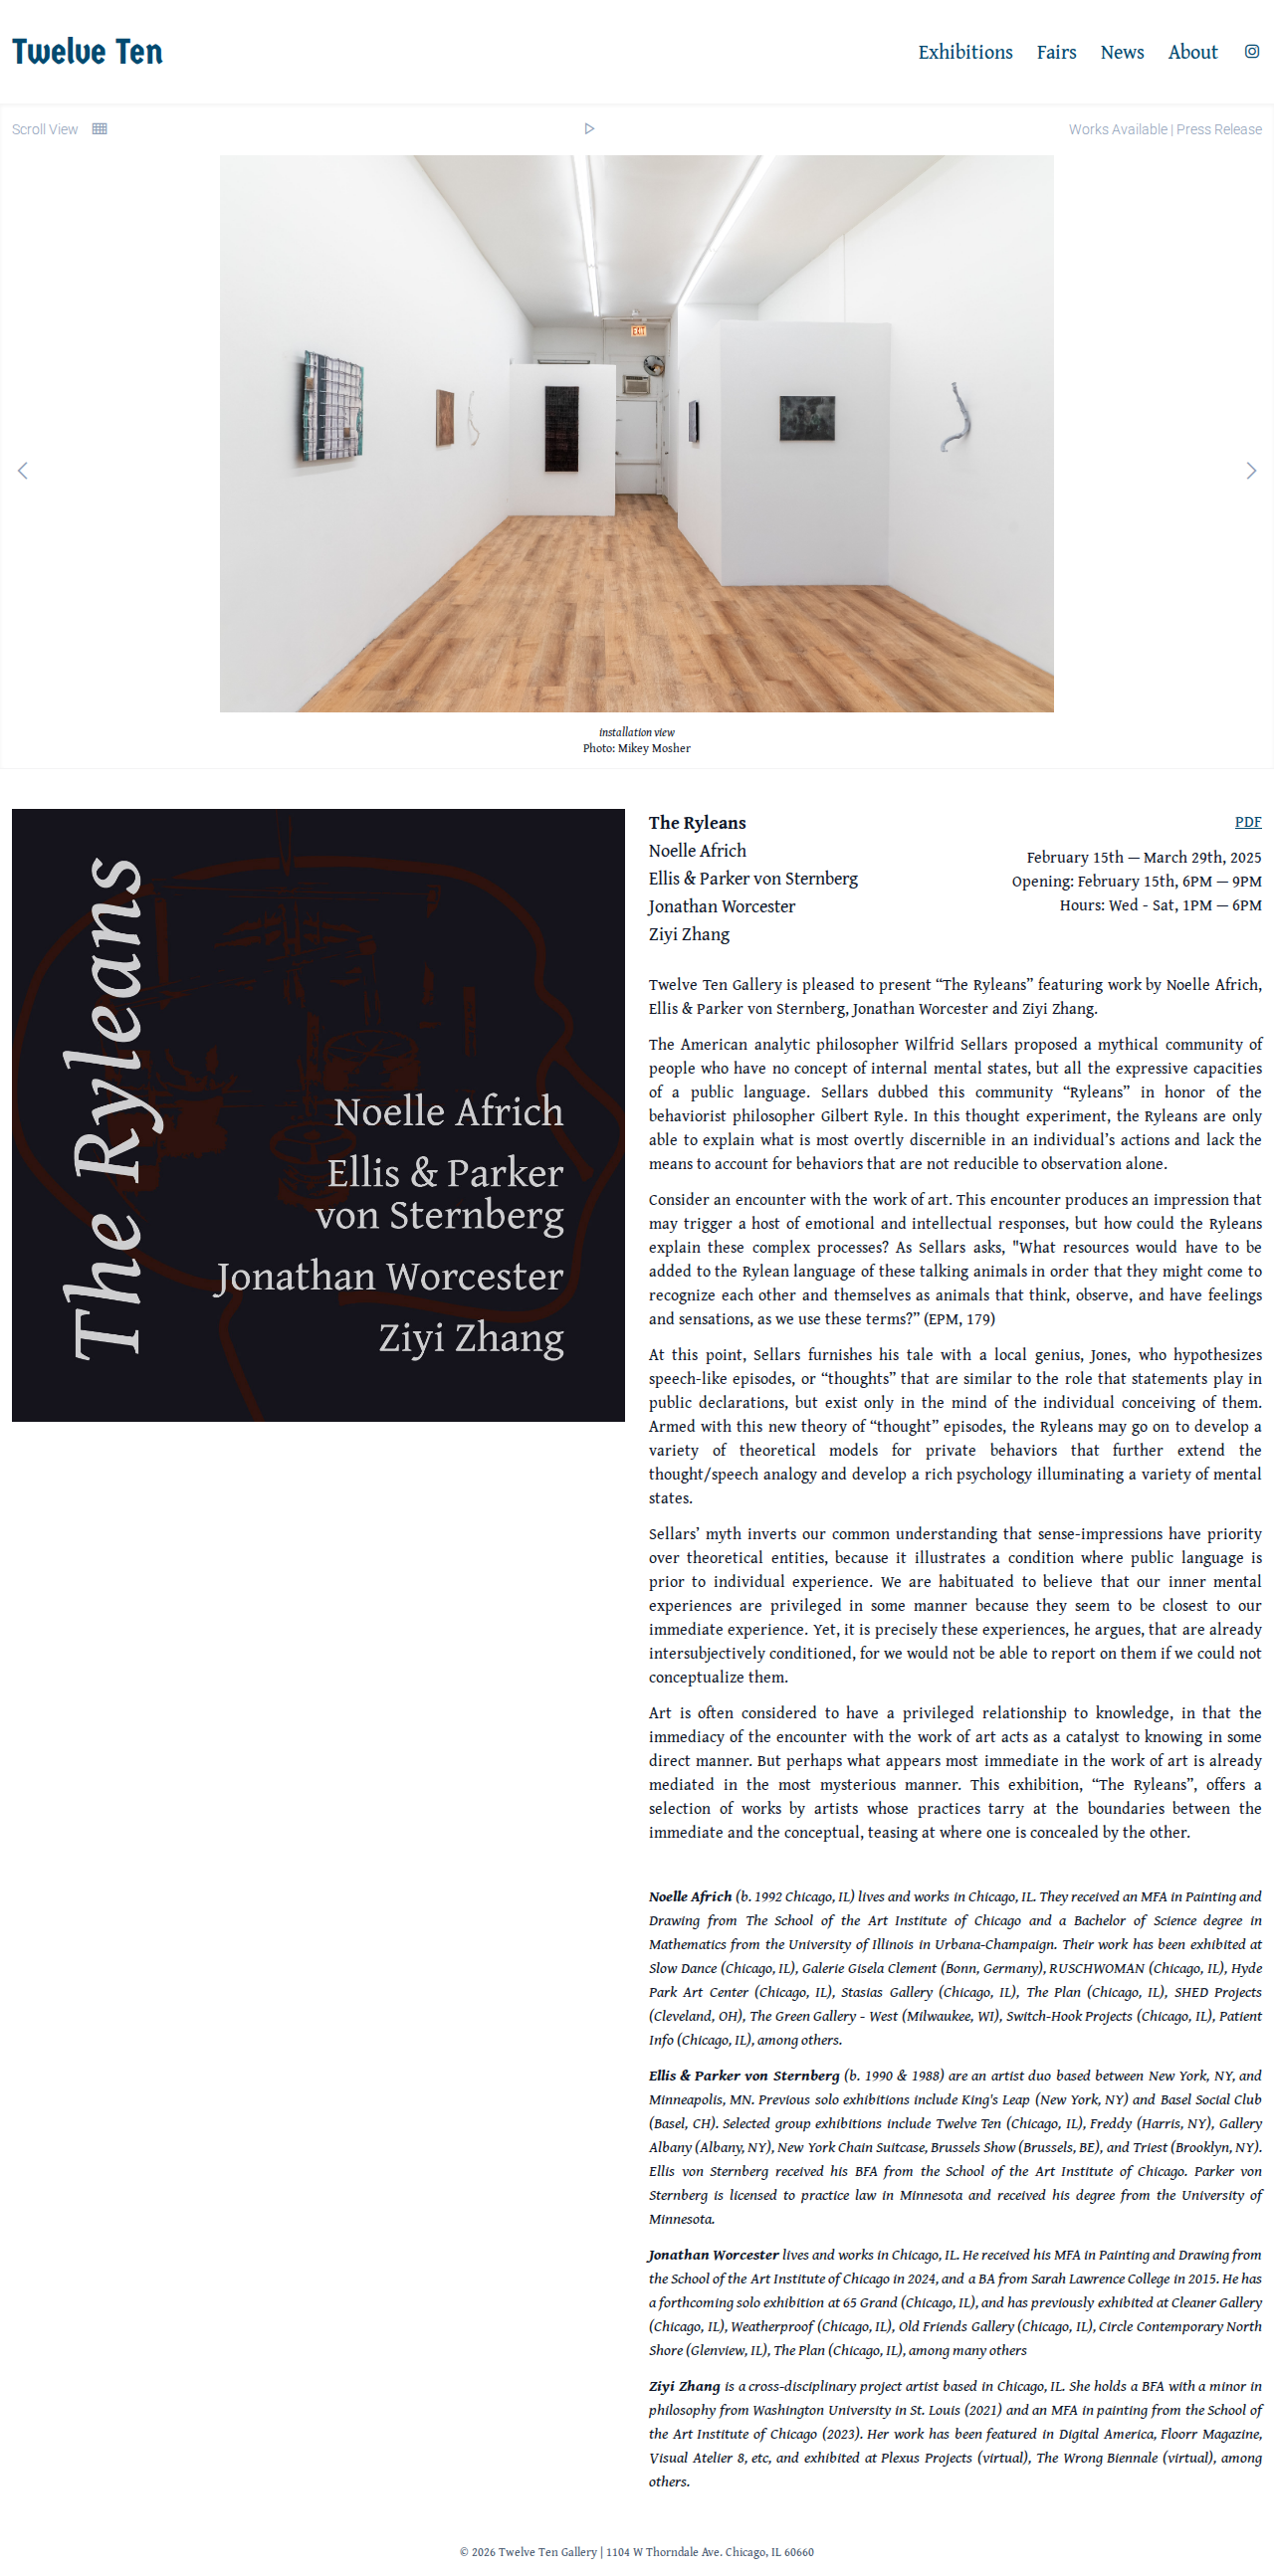 Twelve Ten
Exhibitions Fairs News About
Scroll View
Works Available | Press Release
EXIT
installation view
Photo: Mikey Mosher
The Ryleans
Noelle Africh
Ellis & Parker
von Sternberg
Jonathan Worcester
Ziyi Zhang
The Ryleans
Noelle Africh
Ellis & Parker von Sternberg
Jonathan Worcester
Ziyi Zhang
PDF
February 15th — March 29th, 2025
Opening: February 15th, 6PM — 9PM
Hours: Wed - Sat, 1PM — 6PM
Twelve Ten Gallery is pleased to present “The Ryleans” featuring work by Noelle Africh,
Ellis & Parker von Sternberg, Jonathan Worcester and Ziyi Zhang.
The American analytic philosopher Wilfrid Sellars proposed a mythical community of
people who have no concept of internal mental states, but all the expressive capacities
of a public language. Sellars dubbed this community “Ryleans” in honor of the
behaviorist philosopher Gilbert Ryle. In this thought experiment, the Ryleans are only
able to explain what is most overtly discernible in an individual’s actions and lack the
means to account for behaviors that are not reducible to observation alone.
Consider an encounter with the work of art. This encounter produces an impression that
may trigger a host of emotional and intellectual responses, but how could the Ryleans
explain these complex processes? As Sellars asks, "What resources would have to be
added to the Rylean language of these talking animals in order that they might come to
recognize each other and themselves as animals that think, observe, and have feelings
and sensations, as we use these terms?” (EPM, 179)
At this point, Sellars furnishes his tale with a local genius, Jones, who hypothesizes
speech-like episodes, or “thoughts” that are similar to the role that statements play in
public declarations, but exist only in the mind of the individual conceiving of them.
Armed with this new theory of “thought” episodes, the Ryleans may go on to develop a
variety of theoretical models for private behaviors that further extend the
thought/speech analogy and develop a rich psychology illuminating a variety of mental
states.
Sellars’ myth inverts our common understanding that sense-impressions have priority
over theoretical entities, because it illustrates a condition where public language is
prior to individual experience. We are habituated to believe that our inner mental
experiences are privileged in some manner because they seem to be closest to our
immediate experience. Yet, it is precisely these experiences, he argues, that are already
intersubjectively conditioned, for we would not be able to report on them if we could not
conceptualize them.
Art is often considered to have a privileged relationship to knowledge, in that the
immediacy of the encounter with the work of art acts as a catalyst to knowing in some
direct manner. But perhaps what appears most immediate in the work of art is already
mediated in the most mysterious manner. This exhibition, “The Ryleans”, offers a
selection of works by artists whose practices tarry at the boundaries between the
immediate and the conceptual, teasing at where one is concealed by the other.
Noelle Africh (b. 1992 Chicago, IL) lives and works in Chicago, IL. They received an MFA in Painting and
Drawing from The School of the Art Institute of Chicago and a Bachelor of Science degree in
Mathematics from the University of Illinois in Urbana-Champaign. Their work has been exhibited at
Slow Dance (Chicago, IL), Galerie Gisela Clement (Bonn, Germany), RUSCHWOMAN (Chicago, IL), Hyde
Park Art Center (Chicago, IL), Stasias Gallery (Chicago, IL), The Plan (Chicago, IL), SHED Projects
(Cleveland, OH), The Green Gallery - West (Milwaukee, WI), Switch-Hook Projects (Chicago, IL), Patient
Info (Chicago, IL), among others.
Ellis & Parker von Sternberg (b. 1990 & 1988) are an artist duo based between New York, NY, and
Minneapolis, MN. Previous solo exhibitions include King's Leap (New York, NY) and Basel Social Club
(Basel, CH). Selected group exhibitions include Twelve Ten (Chicago, IL), Freddy (Harris, NY), Gallery
Albany (Albany, NY), New York Chain Suitcase, Brussels Show (Brussels, BE), and Triest (Brooklyn, NY).
Ellis von Sternberg received his BFA from the School of the Art Institute of Chicago. Parker von
Sternberg is licensed to practice law in Minnesota and received his degree from the University of
Minnesota.
Jonathan Worcester lives and works in Chicago, IL. He received his MFA in Painting and Drawing from
the School of the Art Institute of Chicago in 2024, and a BA from Sarah Lawrence College in 2015. He has
a forthcoming solo exhibition at 65 Grand (Chicago, IL), and has previously exhibited at Cleaner Gallery
(Chicago, IL), Weatherproof (Chicago, IL), Old Friends Gallery (Chicago, IL), Circle Contemporary North
Shore (Glenview, IL), The Plan (Chicago, IL), among many others
Ziyi Zhang is a cross-disciplinary project artist based in Chicago, IL. She holds a BFA with a minor in
philosophy from Washington University in St. Louis (2021) and an MFA in painting from the School of
the Art Institute of Chicago (2023). Her work has been featured in Digital America, Floorr Magazine,
Visual Atelier 8, etc, and exhibited at Plexus Projects (virtual), The Wrong Biennale (virtual), among
others.
© 2026 Twelve Ten Gallery | 1104 W Thorndale Ave. Chicago, IL 60660